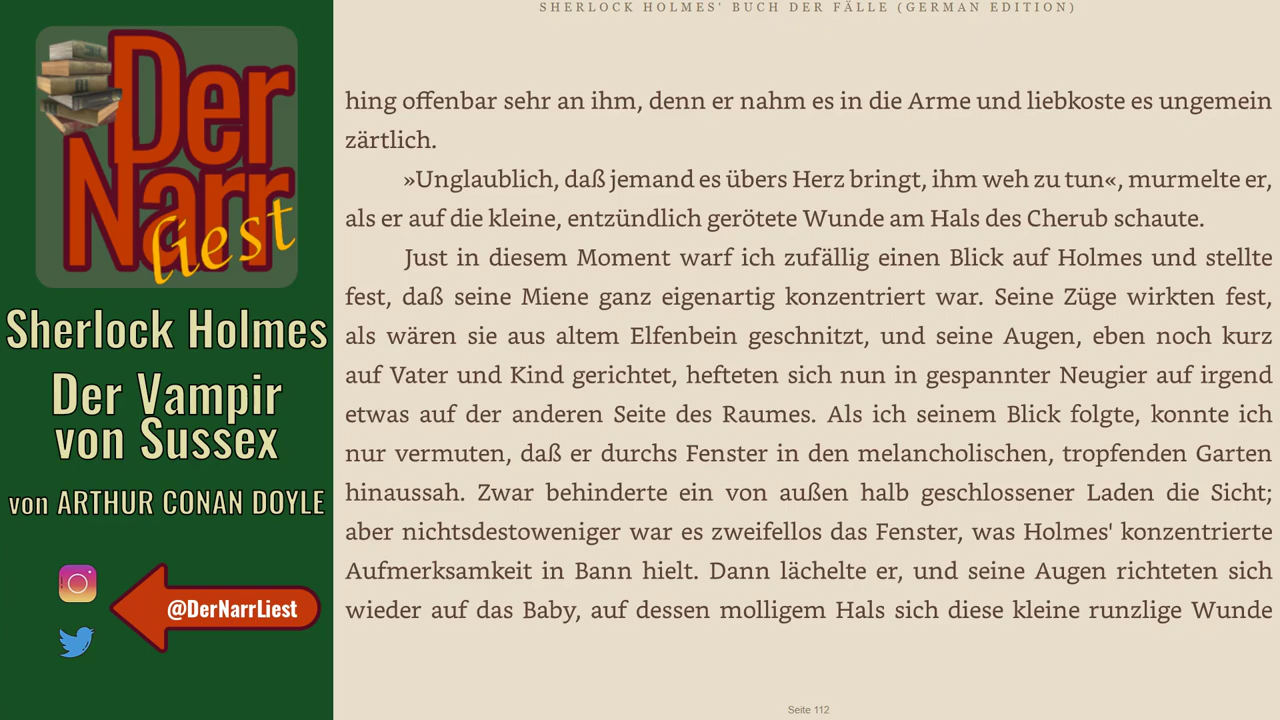 Der
Narr
liest
Sherlock Holmes
Der Vampir
von Sussex
von ARTHUR CONAN DOYLE
@DerNarrLiest
SHERLOCK HOLMES' BUCH DER FÄLLE (GERMAN EDITION)
hing offenbar sehr an ihm, denn er nahm es in die Arme und liebkoste es ungemein
zärtlich.
»Unglaublich, daß jemand es übers Herz bringt, ihm weh zu tun«, murmelte er,
als er auf die kleine, entzündlich gerötete Wunde am Hals des Cherub schaute.
Just in diesem Moment warf ich zufällig einen Blick auf Holmes und stellte
fest, daß seine Miene ganz eigenartig konzentriert war. Seine Züge wirkten fest,
als wären sie aus altem Elfenbein geschnitzt, und seine Augen, eben noch kurz
auf Vater und Kind gerichtet, hefteten sich nun in gespannter Neugier auf irgend
etwas auf der anderen Seite des Raumes. Als ich seinem Blick folgte, konnte ich
nur vermuten, daß er durchs Fenster in den melancholischen, tropfenden Garten
hinaussah. Zwar behinderte ein von außen halb geschlossener Laden die Sicht;
aber nichtsdestoweniger war es zweifellos das Fenster, was Holmes' konzentrierte
Aufmerksamkeit in Bann hielt. Dann lächelte er, und seine Augen richteten sich
wieder auf das Baby, auf dessen molligem Hals sich diese kleine runzlige Wunde
Seite 112